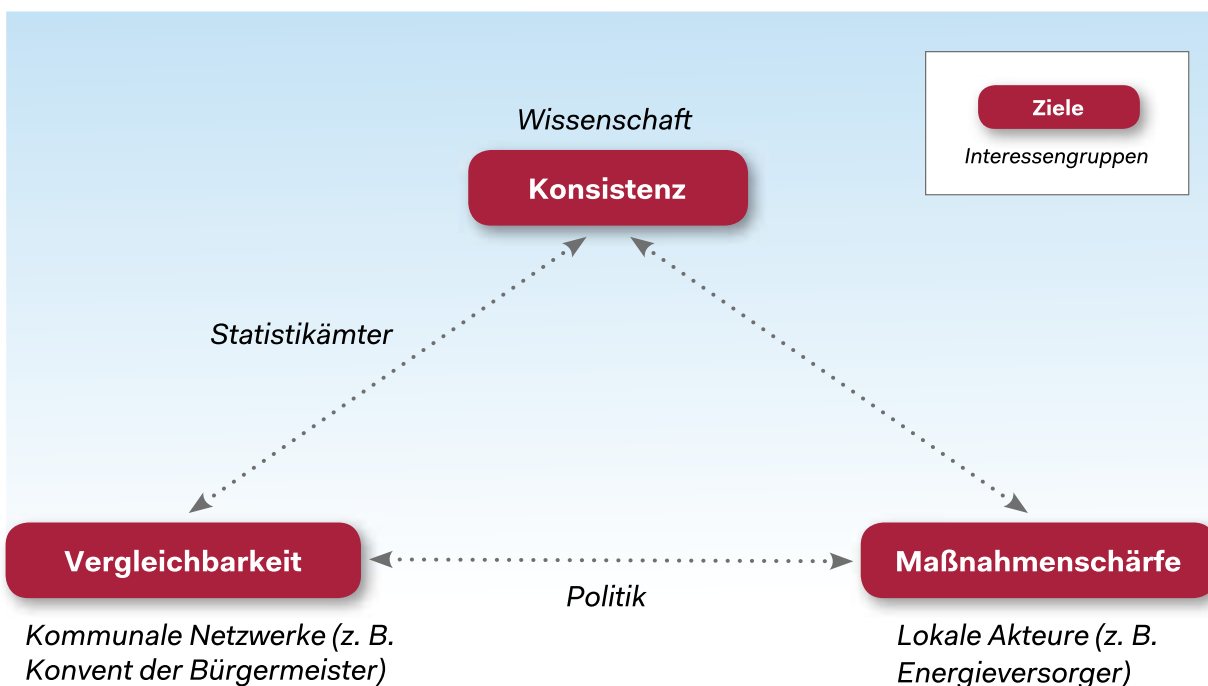 Ziele
Interessengruppen
Wissenschaft
Konsistenz
Statistikämter
Vergleichbarkeit
Maßnahmenschärfe
Politik
Kommunale Netzwerke (z. B.
Konvent der Bürgermeister)
Lokale Akteure (z. B.
Energieversorger)